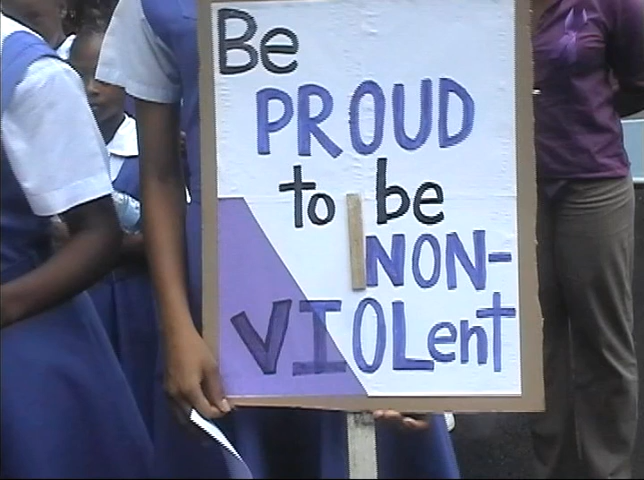 Be
PROUD
to be
NON-
VIOLent